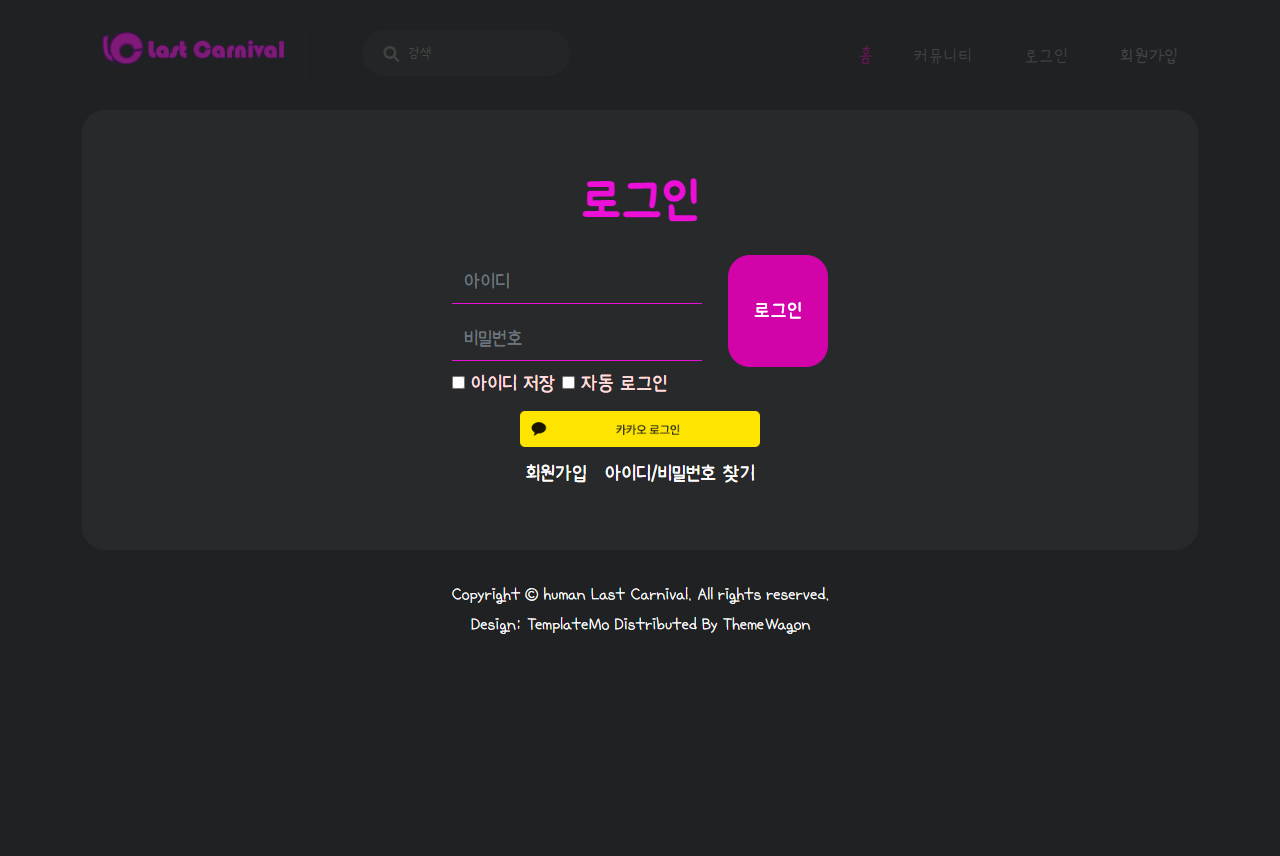 Last Carnival
검색
홈
커뮤니티
로그인
회원가입
로그인
아이디
비밀번호
로그인
아이디 저장 자동 로그인
카카오 로그인
회원가입 아이디/비밀번호 찾기
Copyright © human Last Carnival. All rights reserved.
Design: TemplateMo Distributed By ThemeWagon